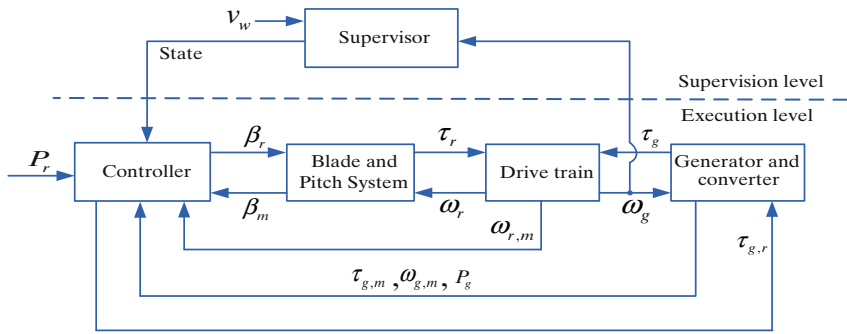 v_w
Supervisor
State
Supervision level
Execution level
P_r
Controller
β_r
β_m
Blade and
Pitch System
τ_r
ω_r
Drive train
τ_g
ω_g
Generator and
converter
ω_{r,m}
τ_{g,r}
τ_{g,m} ,ω_{g,m}, P_g